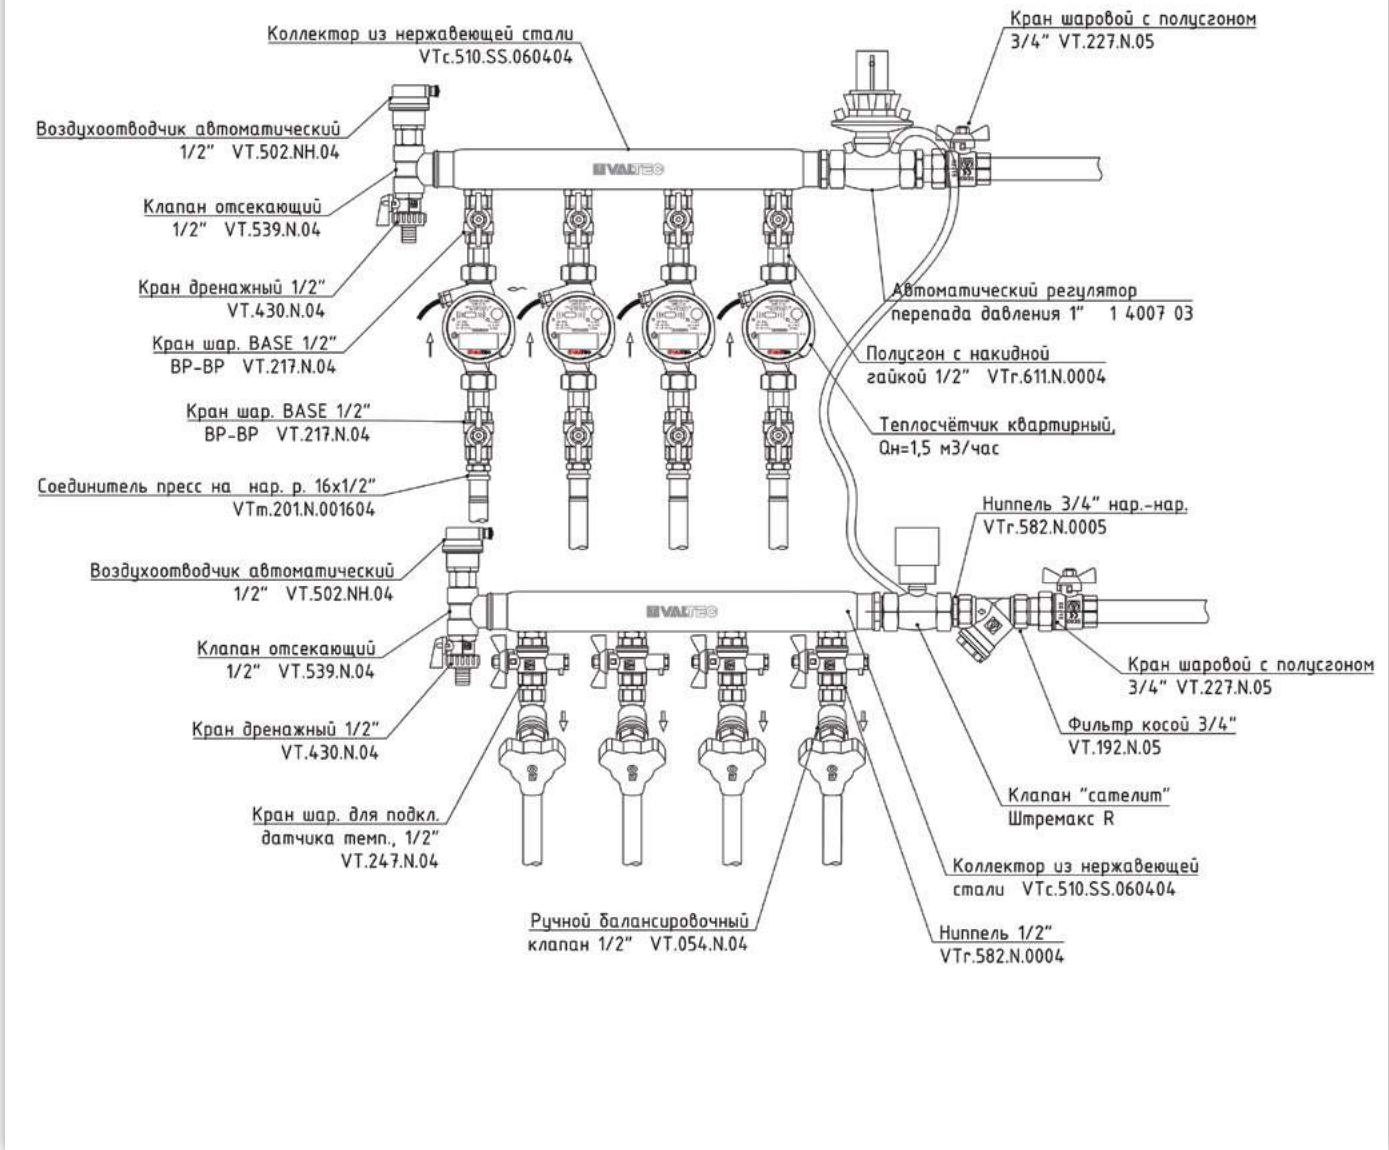 Кран шаровой с полусгоном
3/4" VT.227.N.05
Коллектор из нержавеющей стали
VTc.510.SS.060404
Воздухоотводчик автоматический
1/2" VT.502.NH.04
VALTEC
Клапан отсекающий
1/2" VT.539.N.04
Кран дренажный 1/2"
VT.430.N.04
Автоматический регулятор
перепада давления 1" 1 4007 03
Кран шар. BASE 1/2"
ВР-ВР VT.217.N.04
Полусгон с накидной
гайкой 1/2" VTr.611.N.0004
Кран шар. BASE 1/2"
ВР-ВР VT.217.N.04
Теплосчётчик квартирный,
Qн=1,5 м3/час
Соединитель пресс на нар. р. 16х1/2"
VTm.201.N.001604
Ниппель 3/4" нар.-нар.
VTr.582.N.0005
Воздухоотводчик автоматический
1/2" VT.502.NH.04
VALTEC
Клапан отсекающий
1/2" VT.539.N.04
Кран шаровой с полусгоном
3/4" VT.227.N.05
Кран дренажный 1/2"
VT.430.N.04
Фильтр косой 3/4"
VT.192.N.05
Клапан "сателит"
Штремакс R
Кран шар. для подкл.
датчика темп., 1/2"
VT.247.N.04
Коллектор из нержавеющей
стали VTc.510.SS.060404
Ручной балансировочный
клапан 1/2" VT.054.N.04
Ниппель 1/2"
VTr.582.N.0004